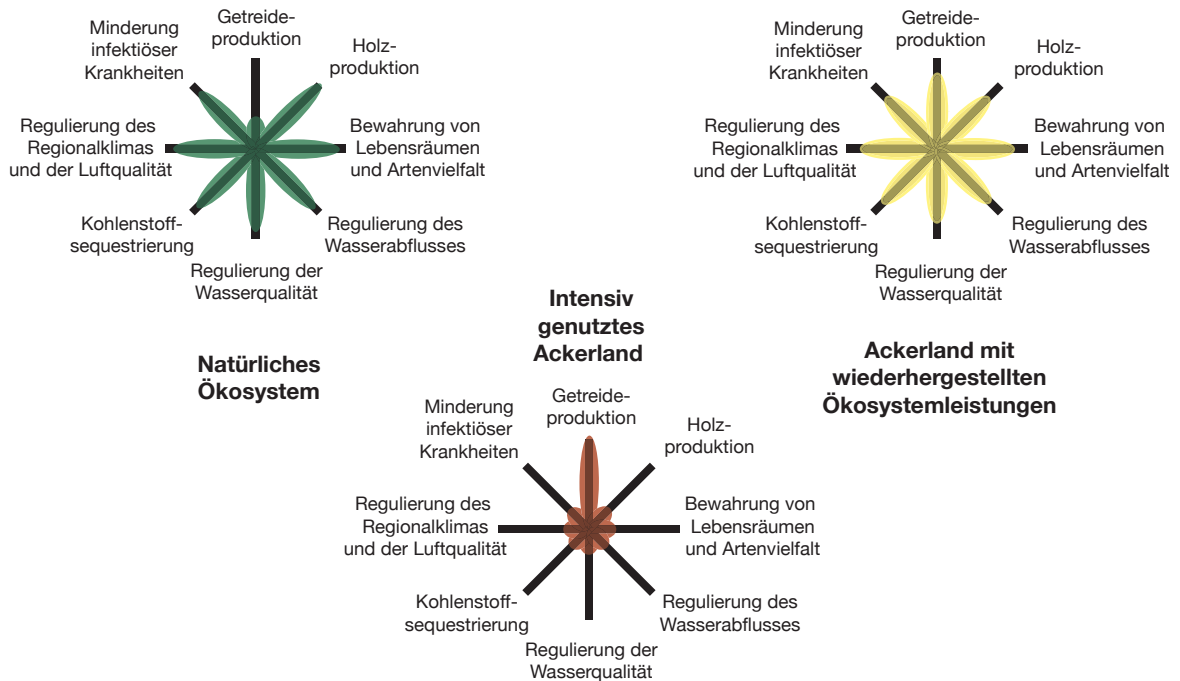 Getreide-
produktion
Holz-
produktion
Bewahrung von
Lebensräumen
und Artenvielfalt
Regulierung des
Wasserabflusses
Regulierung der
Wasserqualität
Kohlenstoff-
sequestrierung
Regulierung des
Regionalklimas
und der Luftqualität
Minderung
infektiöser
Krankheiten
Natürliches
Ökosystem
Getreide-
produktion
Holz-
produktion
Bewahrung von
Lebensräumen
und Artenvielfalt
Regulierung des
Wasserabflusses
Regulierung der
Wasserqualität
Kohlenstoff-
sequestrierung
Regulierung des
Regionalklimas
und der Luftqualität
Minderung
infektiöser
Krankheiten
Ackerland mit
wiederhergestellten
Ökosystemleistungen
Intensiv
genutztes
Ackerland
Getreide-
produktion
Holz-
produktion
Bewahrung von
Lebensräumen
und Artenvielfalt
Regulierung des
Wasserabflusses
Regulierung der
Wasserqualität
Kohlenstoff-
sequestrierung
Regulierung des
Regionalklimas
und der Luftqualität
Minderung
infektiöser
Krankheiten